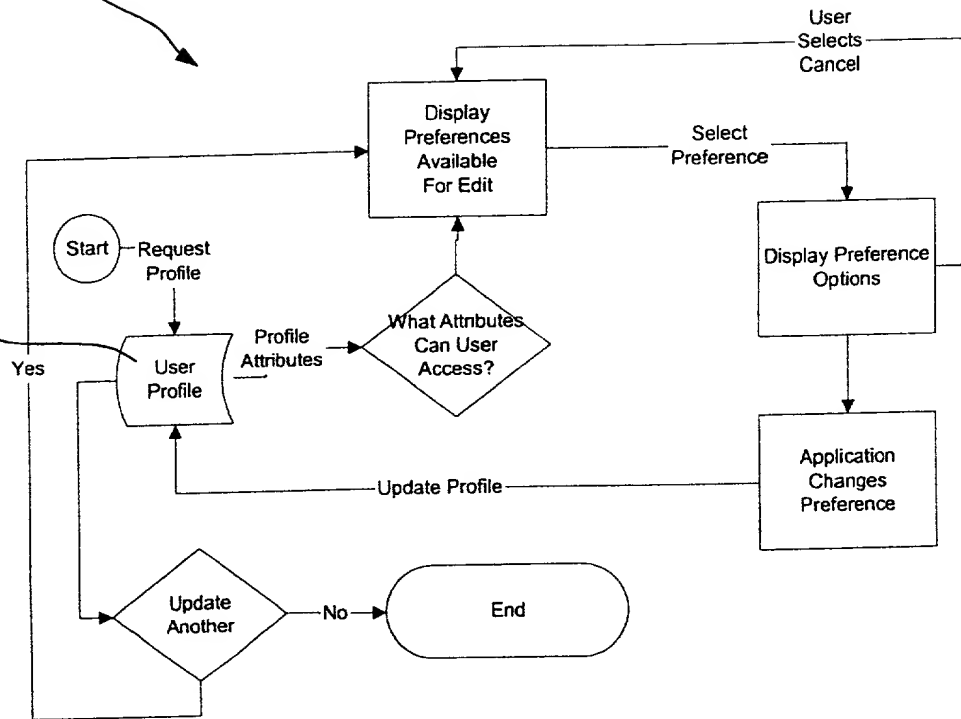 User
Selects
Cancel
Display
Preferences
Available
For Edit
Select
Preference
Start
Request
Profile
Display Preference
Options
What Attributes
Can User
Access?
Profile
Attributes
User
Profile
Yes
Application
Changes
Preference
Update Profile
Update
Another
No
End